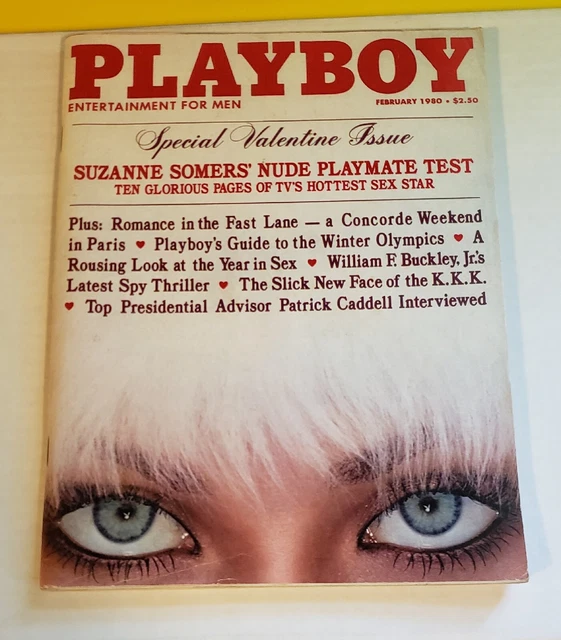 PLAYBOY
ENTERTAINMENT FOR MEN
FEBRUARY 1980 • $2.50
Special Valentine Issue
SUZANNE SOMERS' NUDE PLAYMATE TEST
TEN GLORIOUS PAGES OF TV'S HOTTEST SEX STAR
Plus: Romance in the Fast Lane — a Concorde Weekend
in Paris ♥ Playboy's Guide to the Winter Olympics ♥ A
Rousing Look at the Year in Sex ♥ William F. Buckley, Jr.'s
Latest Spy Thriller ♥ The Slick New Face of the K.K.K.
♥ Top Presidential Advisor Patrick Caddell Interviewed